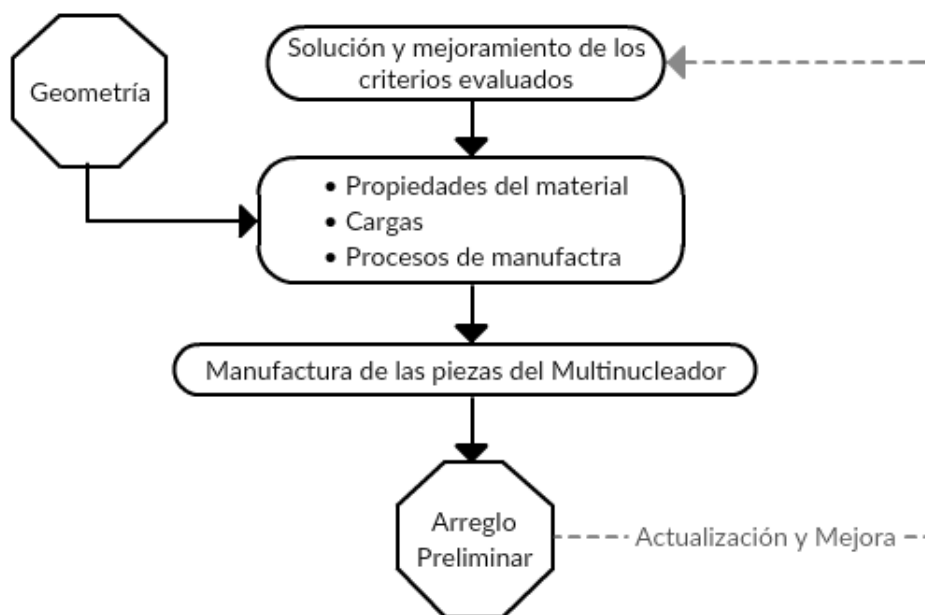 Geometría
Solución y mejoramiento de los
criterios evaluados
• Propiedades del material
• Cargas
• Procesos de manufactra
Manufactura de las piezas del Multinucleador
Arreglo
Preliminar
Actualización y Mejora